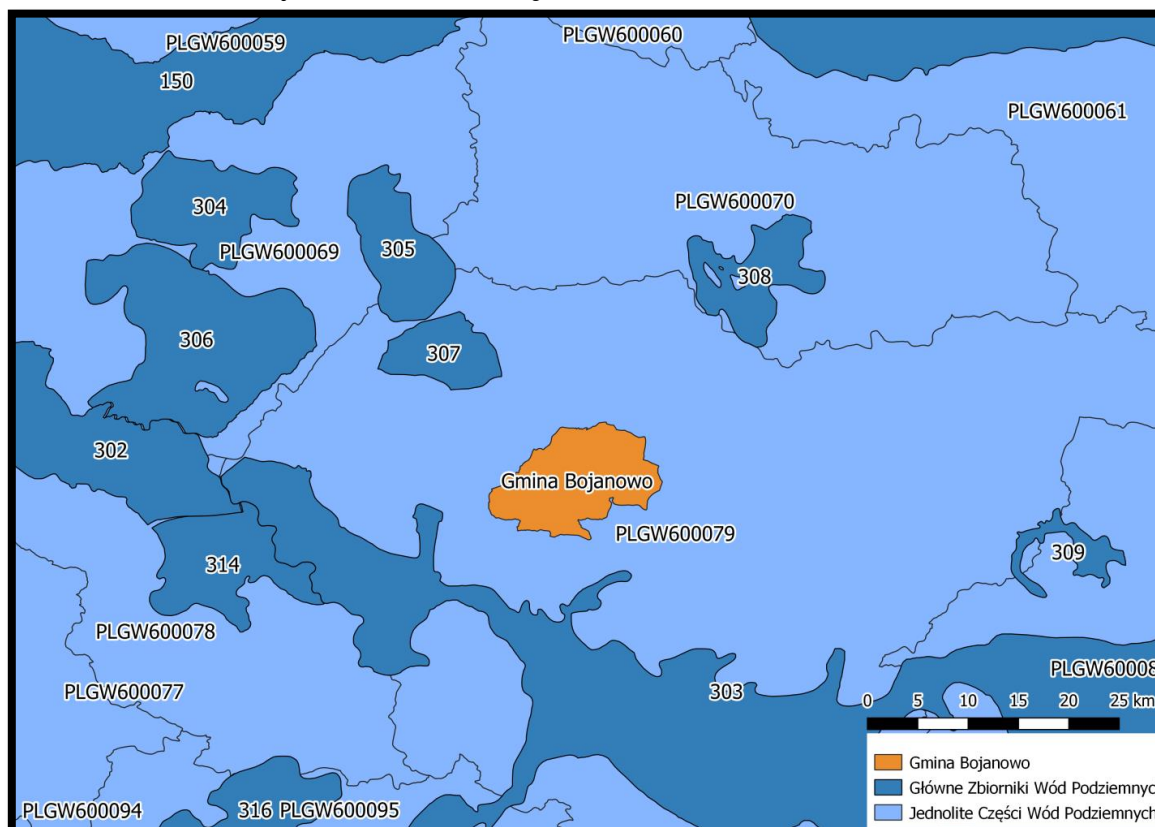 PLGW600059
PLGW600060
150
PLGW600061
304
PLGW600070
PLGW600069
305
308
306
307
302
Gmina Bojanowo
PLGW600079
314
309
PLGW600078
PLGW60008
PLGW600077
303
0 5 10 15 20 25 km
Gmina Bojanowo
Główne Zbiorniki Wód Podziemnyc
Jednolite Części Wód Podziemnych
PLGW600094
316 PLGW600095